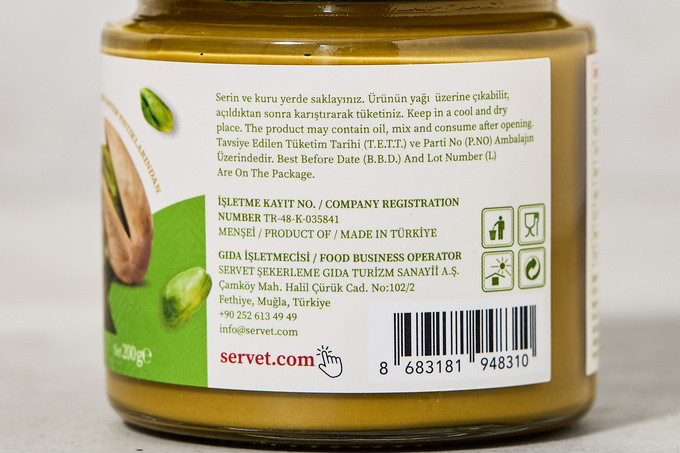 Serin ve kuru yerde saklayınız. Ürünün yağı üzerine çıkabilir,
açıldıktan sonra karıştırarak tüketiniz. Keep in a cool and dry
place. The product may contain oil, mix and consume after opening.
Tavsiye Edilen Tüketim Tarihi (T.E.T.T.) ve Parti No (P.NO) Ambalajın
Üzerindedir. Best Before Date (B.B.D.) And Lot Number (L)
Are On The Package.
İŞLETME KAYIT NO. / COMPANY REGISTRATION
NUMBER TR-48-K-035841
MENŞEİ / PRODUCT OF / MADE IN TÜRKİYE
GIDA İŞLETMECİSİ / FOOD BUSINESS OPERATOR
SERVET ŞEKERLEME GIDA TURİZM SANAYİİ A.Ş.
Çamköy Mah. Halil Çürük Cad. No:102/2
Fethiye, Muğla, Türkiye
+90 252 613 49 49
info@servet.com
servet.com
8 683181 948310
Net 200g℮